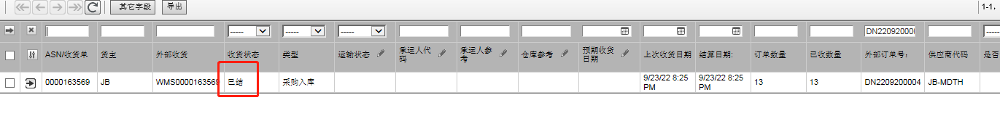 其它字段 导出 1-1,
----- ----- ----- DN22092000 -----
ASN/收货单 货主 外部收货 收货状态 类型 运输状态 承运人代码 承运人参考 仓库参考 预期收货日期 上次收货日期 结算日期: 订单数量 已收数量 外部订单号: 供应商代码 是否
0000163569 JB WMS0000163569 已结 采购入库 9/23/22 8:25 PM 9/23/22 8:25 PM 13 13 DN2209200004 JB-MDTH